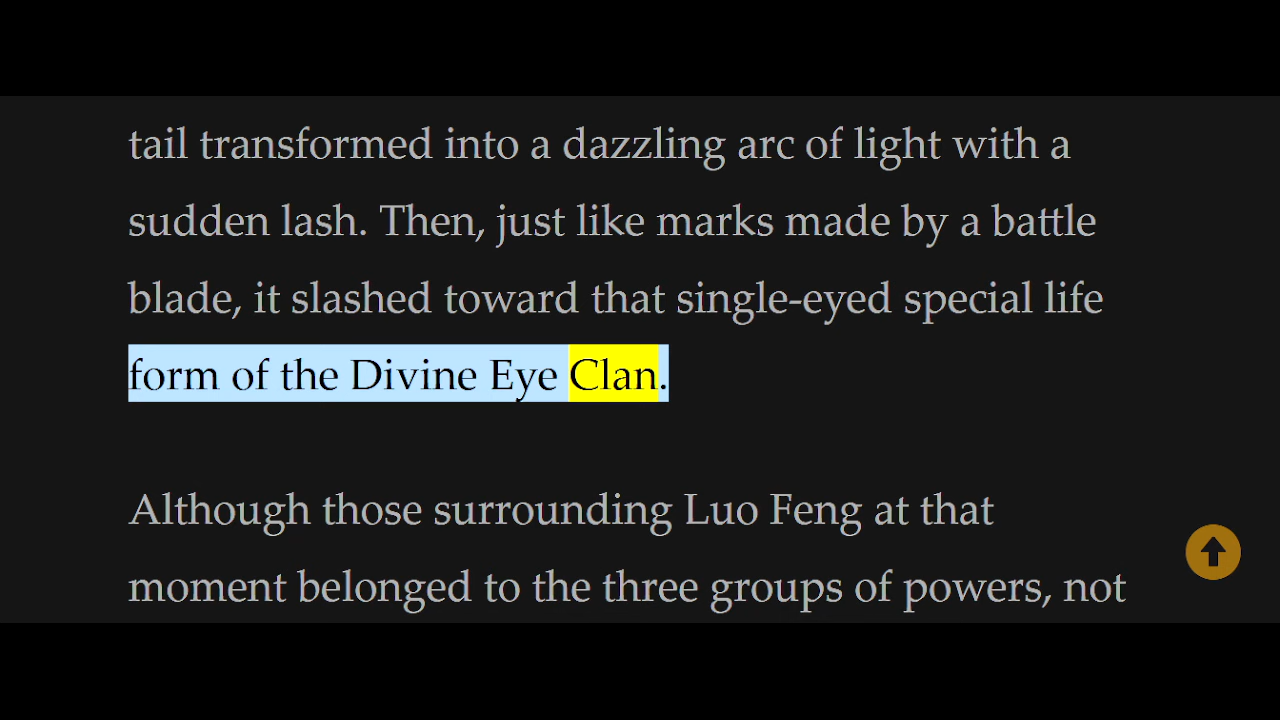 tail transformed into a dazzling arc of light with a
sudden lash. Then, just like marks made by a battle
blade, it slashed toward that single-eyed special life
form of the Divine Eye Clan.
Although those surrounding Luo Feng at that
moment belonged to the three groups of powers, not